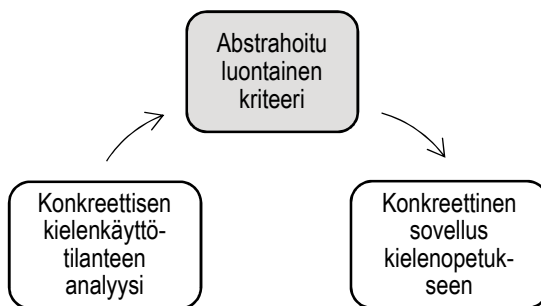 Abstrahoitu
luontainen
kriteeri
Konkreettisen
kielenkäyttö-
tilanteen
analyysi
Konkreettinen
sovellus
kielenopetuk-
seen